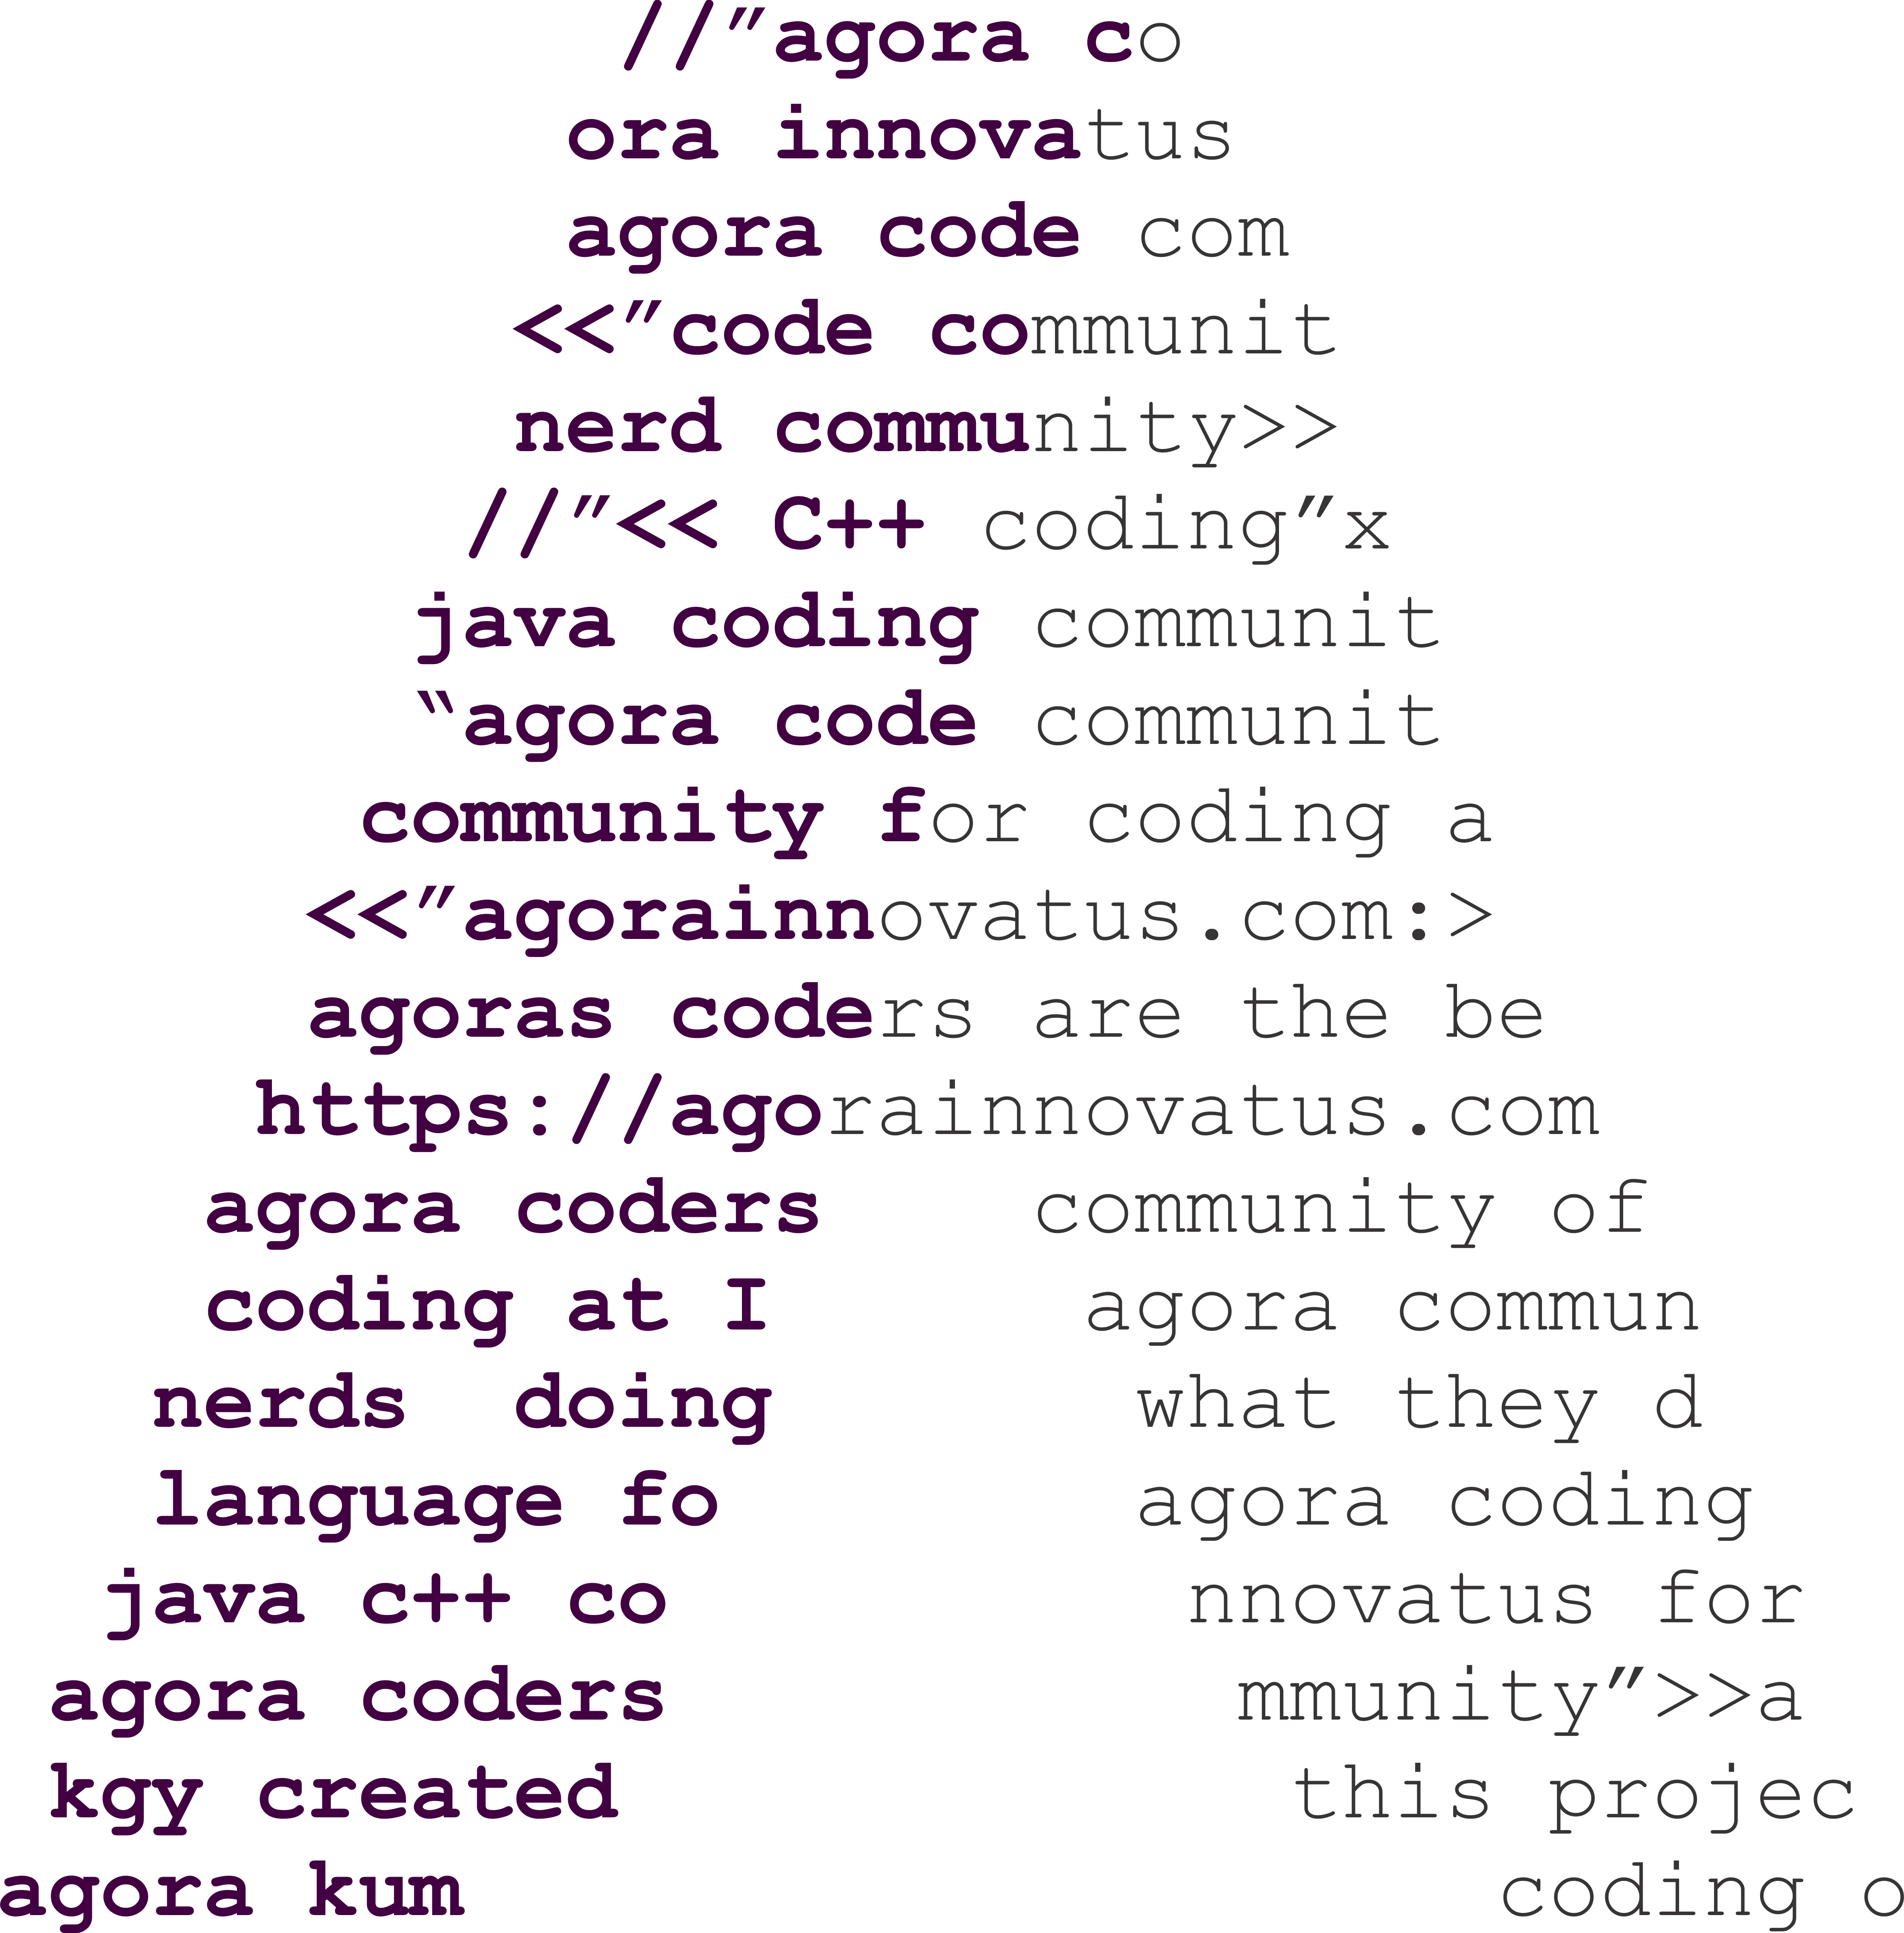 //”agora co
ora innovatus
agora code com
<<”code communit
nerd community>>
//”<< C++ coding”x
java coding communit
“agora code communit
community for coding a
<<”agorainnovatus.com:>
agoras coders are the be
https://agorainnovatus.com
agora coders community of
coding at I agora commun
nerds doing what they d
language fo agora coding
java c++ co nnovatus for
agora coders mmunity”>>a
kgy created this projec
agora kum coding o